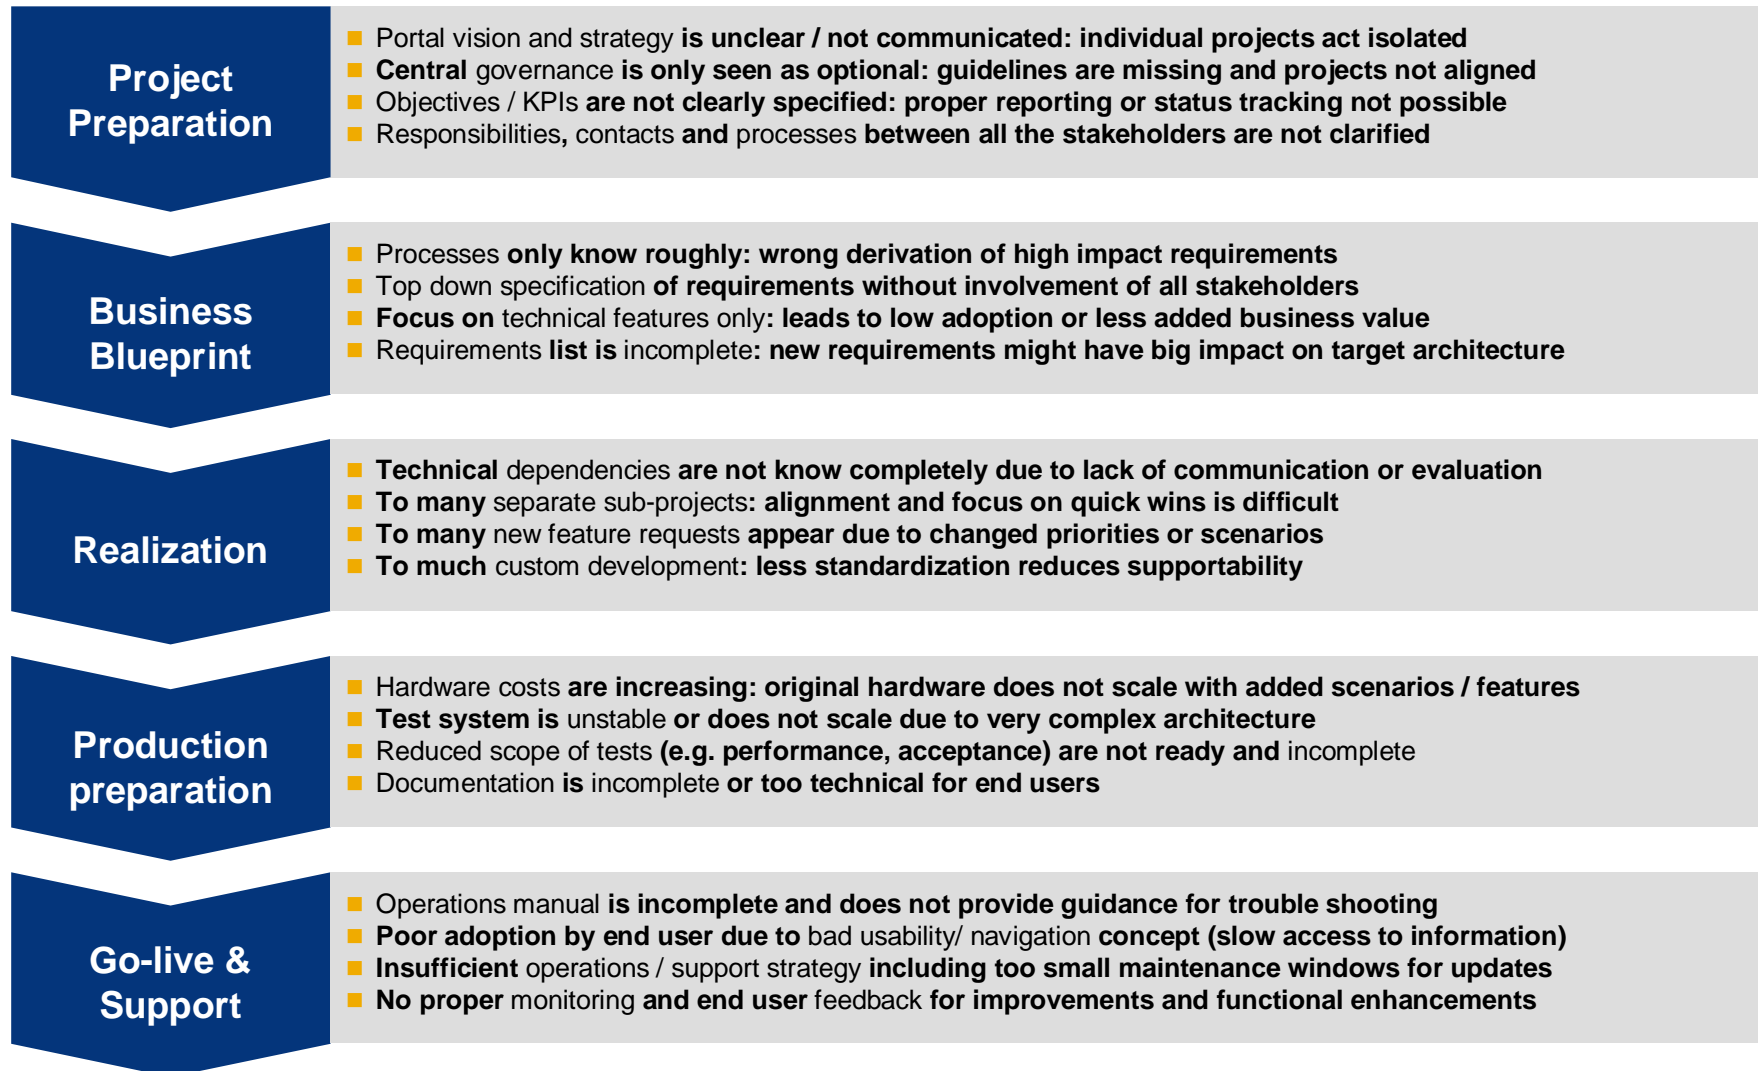 Project
Preparation
Portal vision and strategy is unclear / not communicated: individual projects act isolated
Central governance is only seen as optional: guidelines are missing and projects not aligned
Objectives / KPIs are not clearly specified: proper reporting or status tracking not possible
Responsibilities, contacts and processes between all the stakeholders are not clarified
Business
Blueprint
Processes only know roughly: wrong derivation of high impact requirements
Top down specification of requirements without involvement of all stakeholders
Focus on technical features only: leads to low adoption or less added business value
Requirements list is incomplete: new requirements might have big impact on target architecture
Realization
Technical dependencies are not know completely due to lack of communication or evaluation
To many separate sub-projects: alignment and focus on quick wins is difficult
To many new feature requests appear due to changed priorities or scenarios
To much custom development: less standardization reduces supportability
Production
preparation
Hardware costs are increasing: original hardware does not scale with added scenarios / features
Test system is unstable or does not scale due to very complex architecture
Reduced scope of tests (e.g. performance, acceptance) are not ready and incomplete
Documentation is incomplete or too technical for end users
Go-live &
Support
Operations manual is incomplete and does not provide guidance for trouble shooting
Poor adoption by end user due to bad usability/ navigation concept (slow access to information)
Insufficient operations / support strategy including too small maintenance windows for updates
No proper monitoring and end user feedback for improvements and functional enhancements